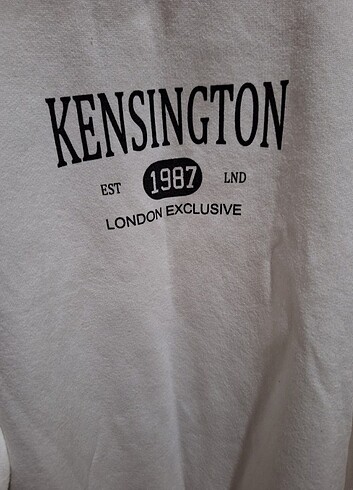 KENSINGTON
EST 1987 LND
LONDON EXCLUSIVE